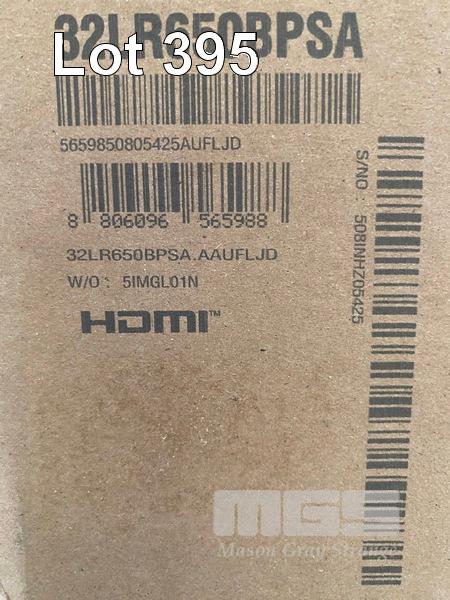 32LR650BPSA
Lot 395
5659850805425AUFLJD
8 806096 565988
32LR650BPSA.AAUFLJD
W/O : 5IMGL01N
HDMI™
S/NO : 508INHZ05425
MGS
Mason Gray Strange